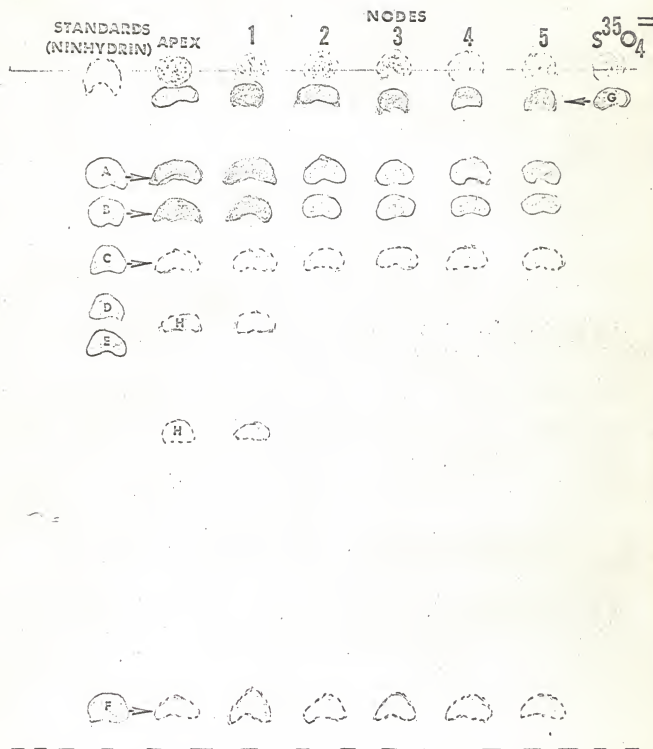 NODES
STANDARDS
(NINHYDRIN) APEX 1 2 3 4 5 S³⁵O₄⁼
G
A
B
C
D
H
E
H
F